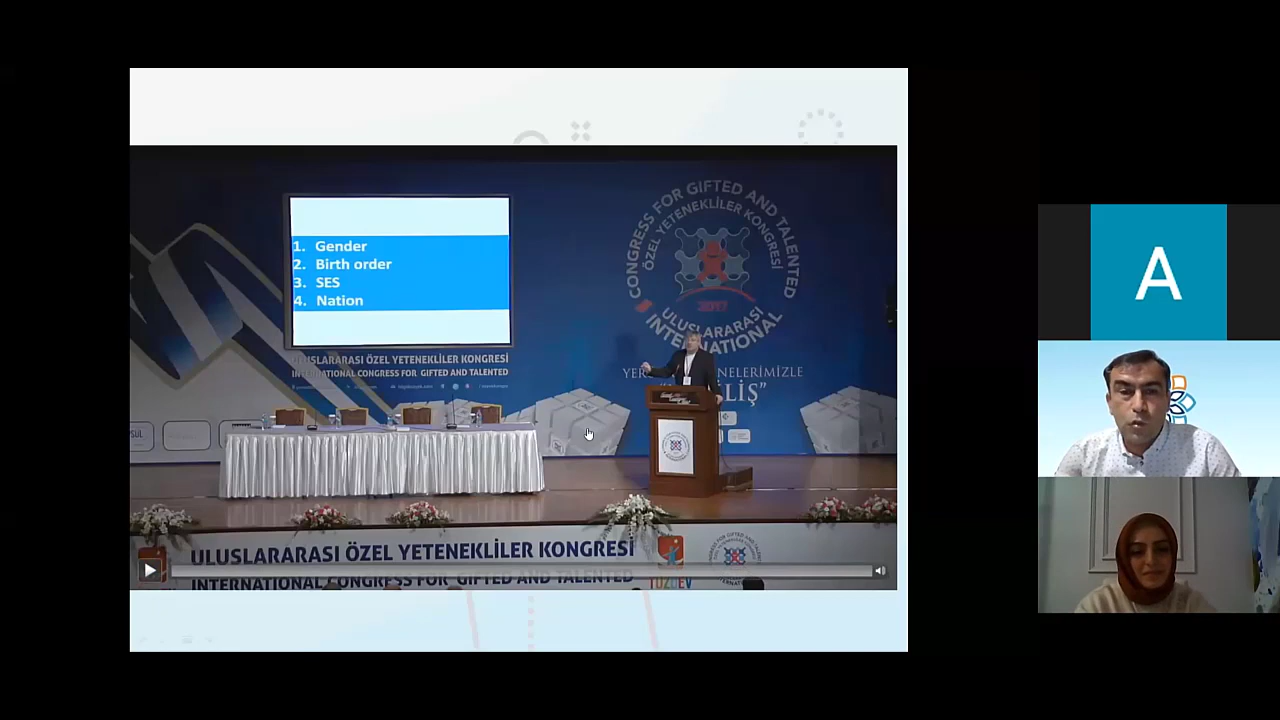 1. Gender
2. Birth order
3. SES
4. Nation
ULUSLARARASI ÖZEL YETENEKLİLER KONGRESİ
INTERNATIONAL CONGRESS FOR GIFTED AND TALENTED
CONGRESS FOR GIFTED AND TALENTED
ÖZEL YETENEKLİLER KONGRESİ
2017
ULUSLARARASI
INTERNATIONAL
ULUSLARARASI ÖZEL YETENEKLİLER KONGRESİ
INTERNATIONAL CONGRESS FOR GIFTED AND TALENTED
TÜZDEV
A